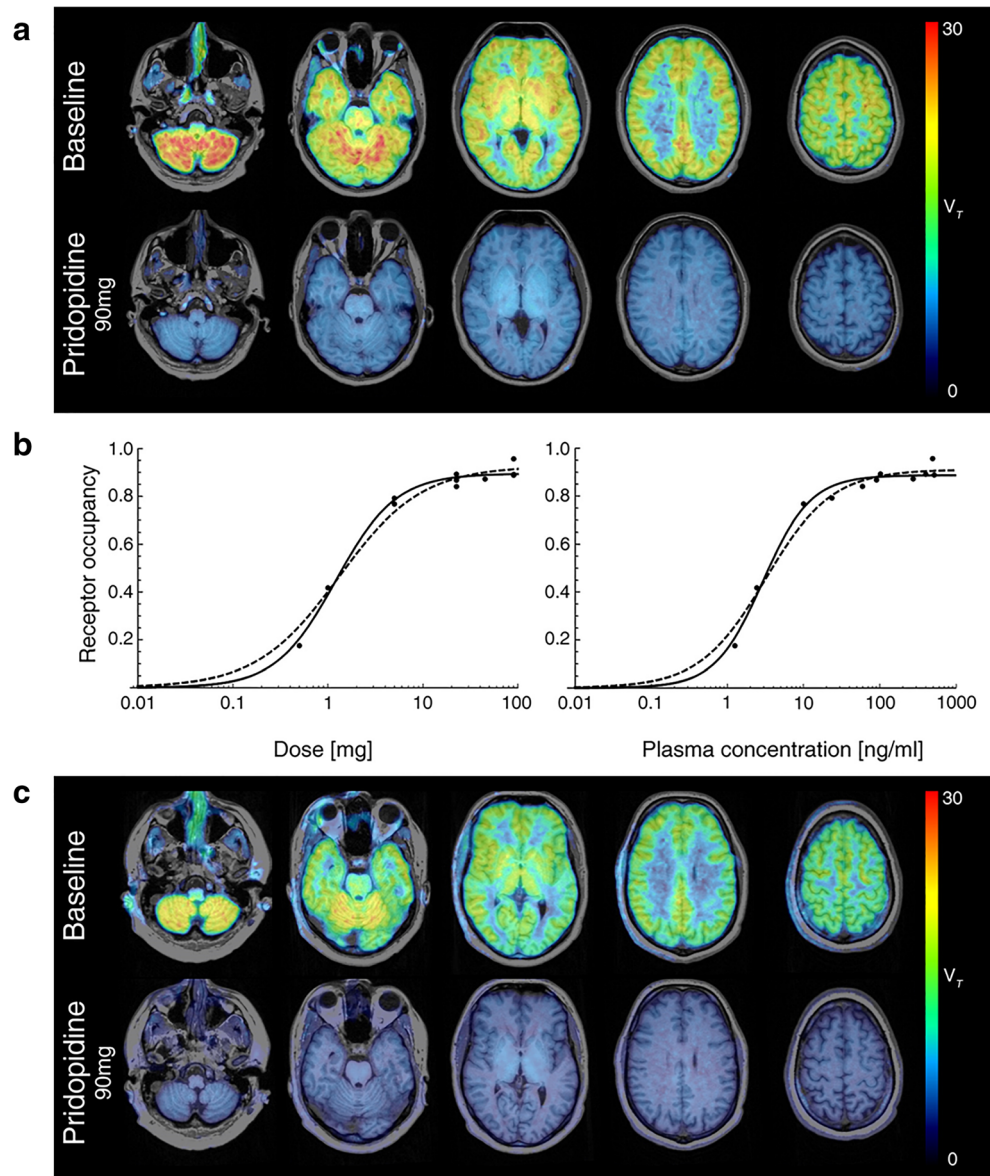 a
Baseline
Pridopidine
90mg
30
V_T
0
b
Receptor occupancy
1.0
0.8
0.6
0.4
0.2
0.01 0.1 1 10 100
Dose [mg]
1.0
0.8
0.6
0.4
0.2
0.01 0.1 1 10 100 1000
Plasma concentration [ng/ml]
c
Baseline
Pridopidine
90mg
30
V_T
0